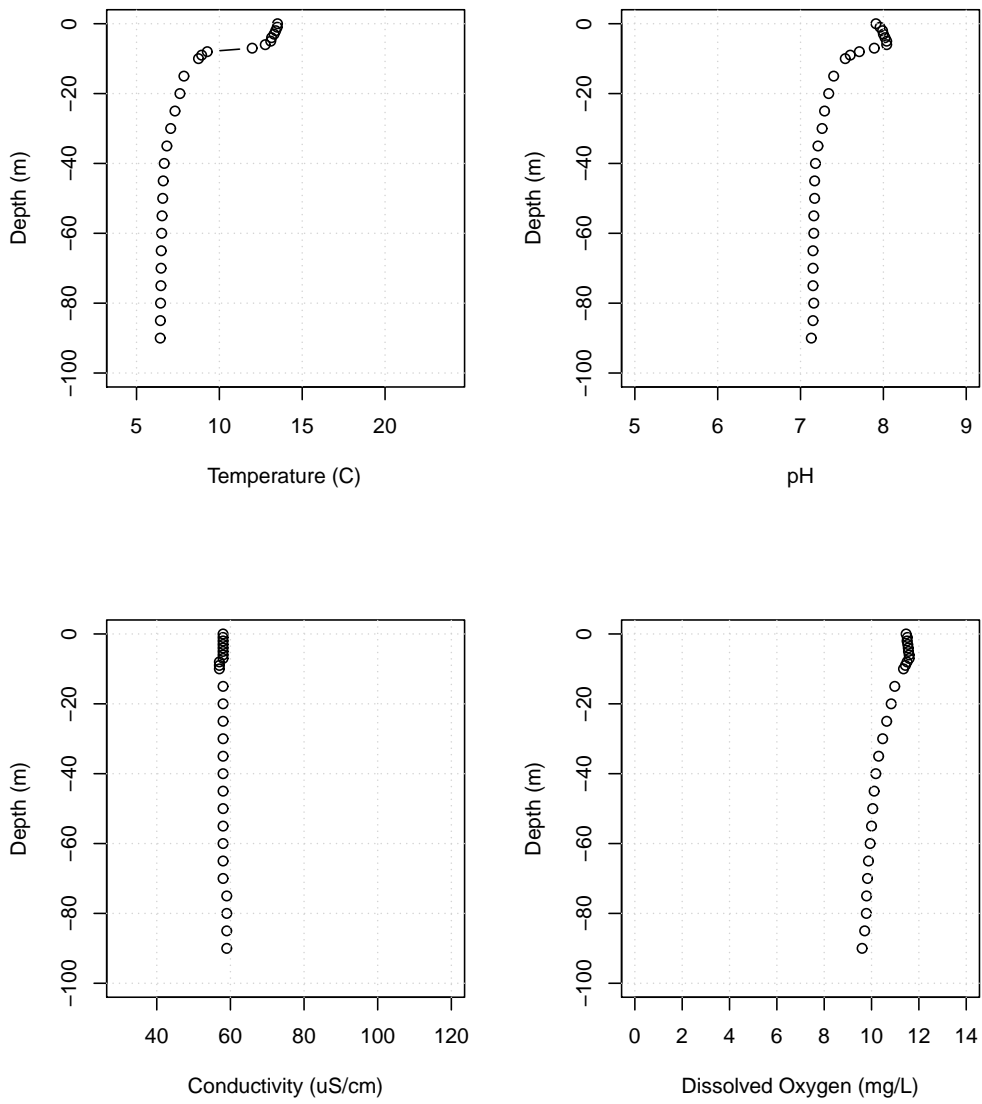 0
−20
−40
−60
−80
−100
Depth (m)
5 10 15 20
Temperature (C)
0
−20
−40
−60
−80
−100
Depth (m)
5 6 7 8 9
pH
0
−20
−40
−60
−80
−100
Depth (m)
40 60 80 100 120
Conductivity (uS/cm)
0
−20
−40
−60
−80
−100
Depth (m)
0 2 4 6 8 10 12 14
Dissolved Oxygen (mg/L)